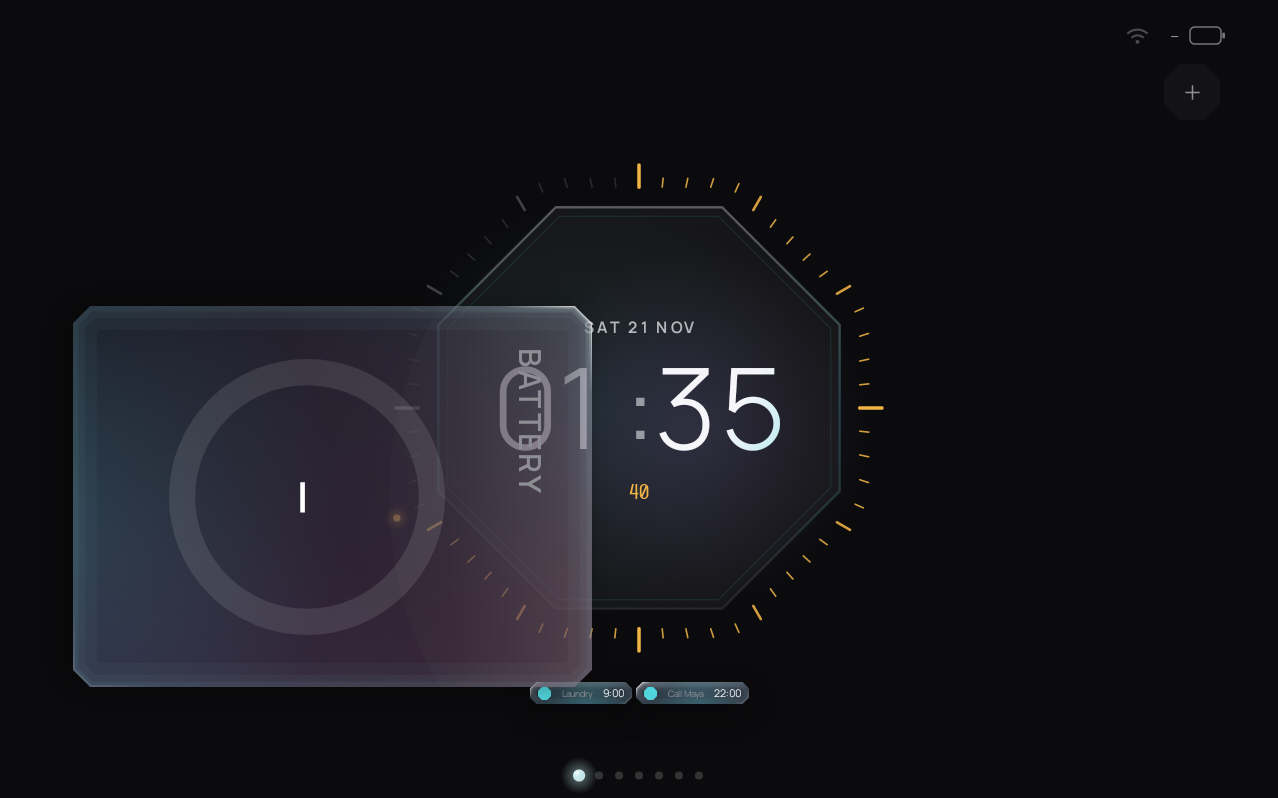 –
+
SAT 21 NOV
BATTERY
01:35
40
Laundry 9:00
Call Maya 22:00